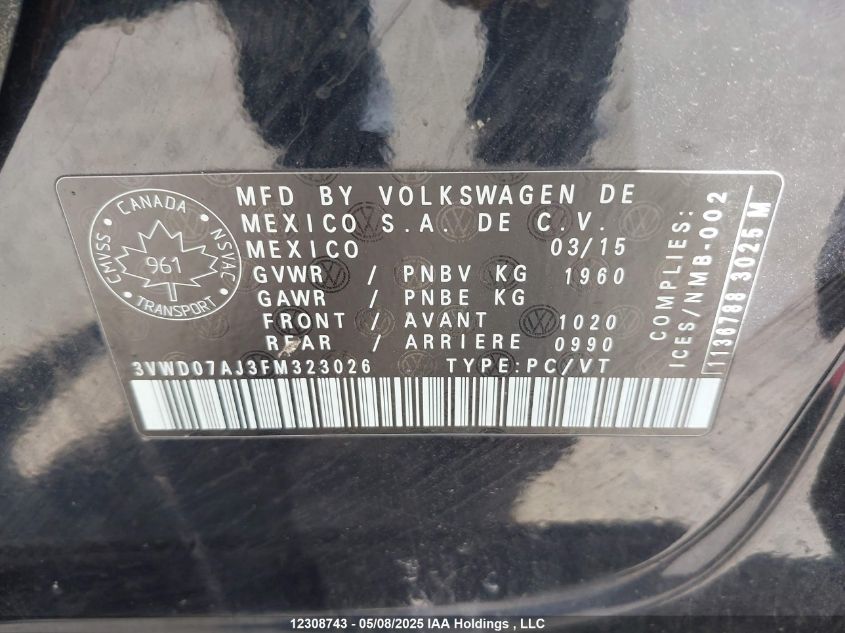 MFD BY VOLKSWAGEN DE
MEXICO S.A. DE C.V.
MEXICO 03/15
GVWR / PNBV KG 1960
GAWR / PNBE KG
FRONT / AVANT 1020
REAR / ARRIERE 0990
3VWD07AJ3FM323026 TYPE:PC/VT
CANADA
CMVSS
NSVAC
961
TRANSPORT
COMPLIES:
ICES/NMB-002
1136788 3025 M
12308743 - 05/08/2025 IAA Holdings , LLC